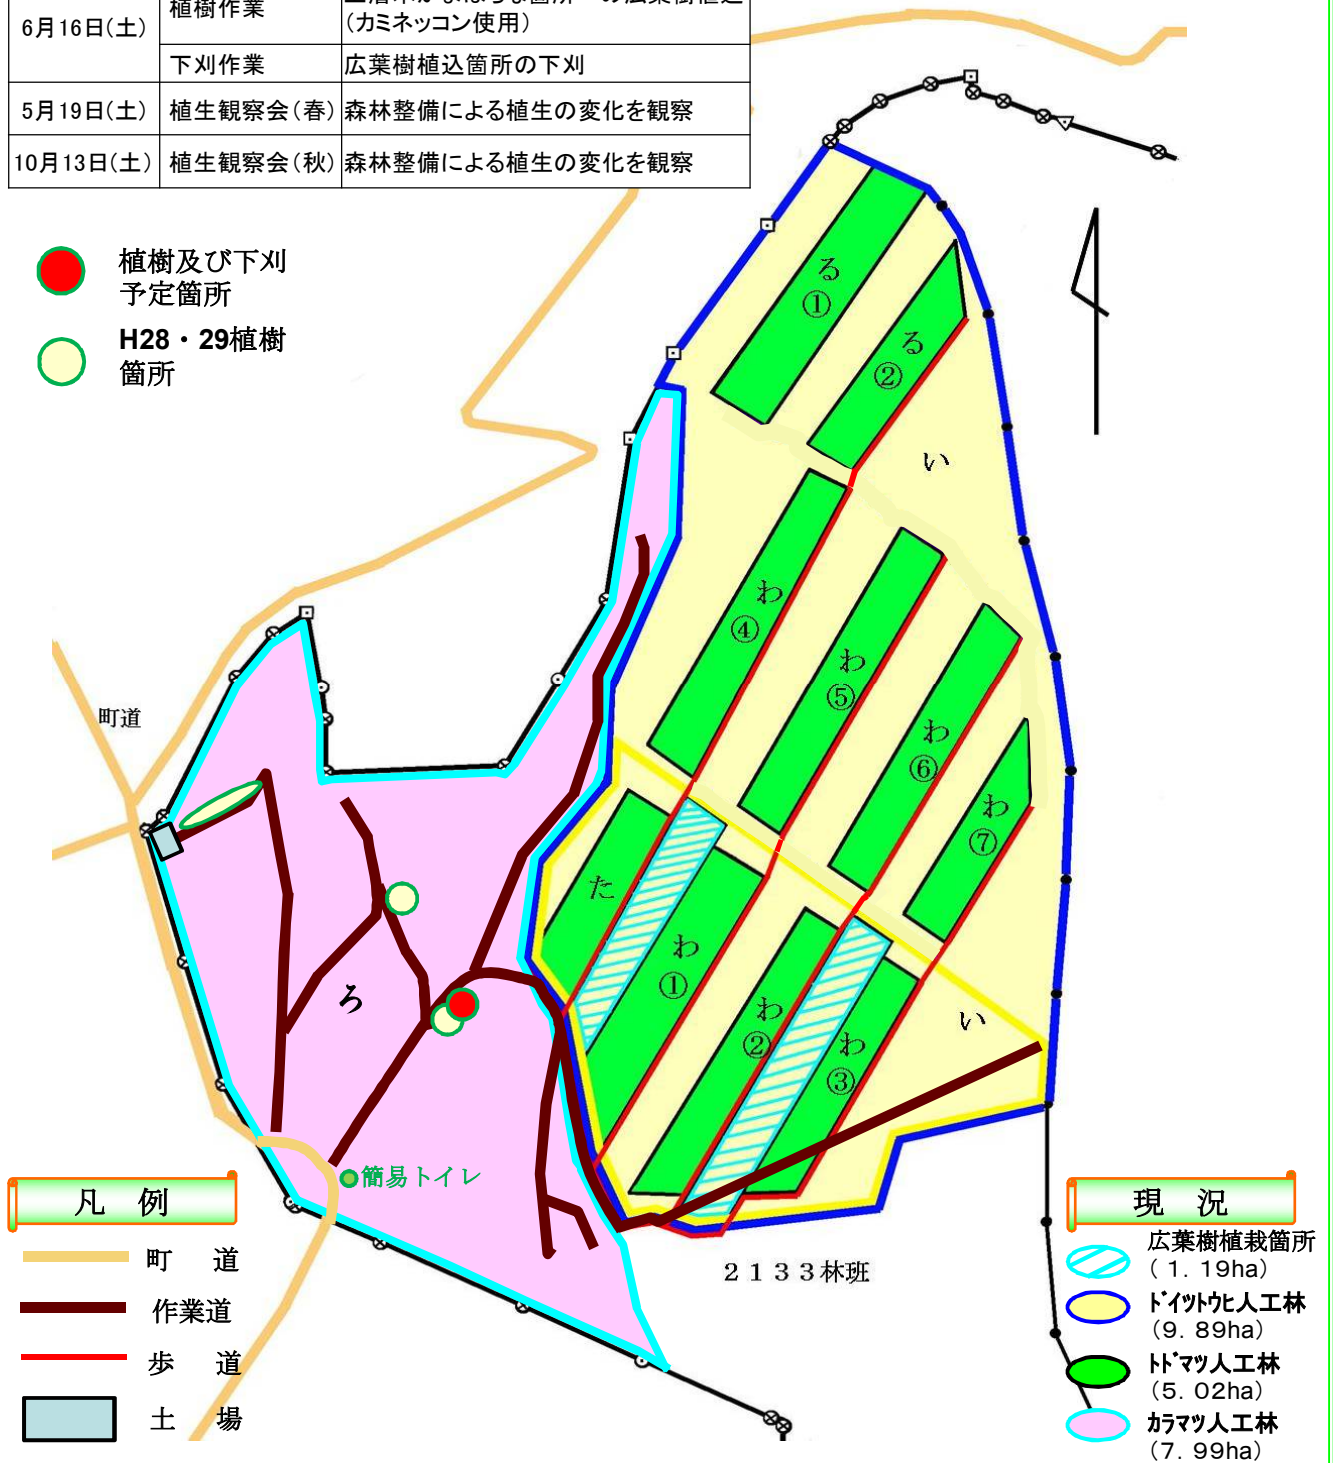 6月16日(土)
植樹作業
(カミネッコン使用)
下刈作業
広葉樹植込箇所の下刈
5月19日(土)
植生観察会(春)
森林整備による植生の変化を観察
10月13日(土)
植生観察会(秋)
森林整備による植生の変化を観察
植樹及び下刈
予定箇所
H28・29植樹
箇所
る
①
る
②
い
わ
④
わ
⑤
わ
⑥
わ
⑦
町道
た
わ
①
わ
②
わ
③
い
ろ
簡易トイレ
2133林班
凡 例
町 道
作業道
歩 道
土 場
現 況
広葉樹植栽箇所
(1.19ha)
ドイツトウヒ人工林
(9.89ha)
トドマツ人工林
(5.02ha)
カラマツ人工林
(7.99ha)